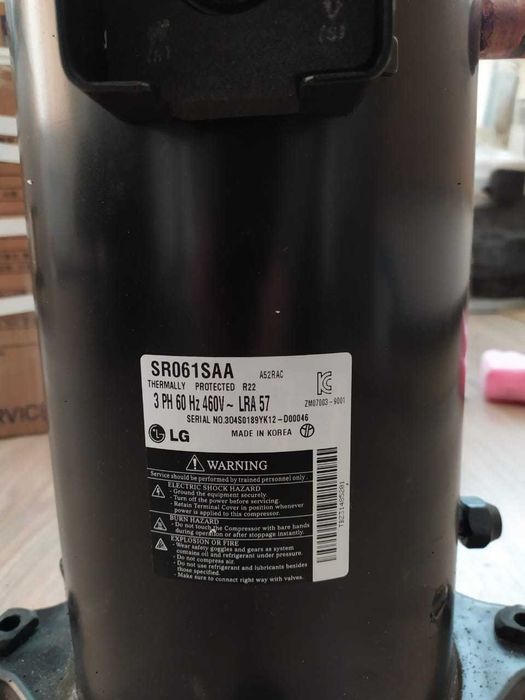 (R)
(S)
SR061SAA A52RAC
THERMALLY PROTECTED R22
3 PH 60 Hz 460V~ LRA 57
ZM07003-9001
SERIAL NO.304S0189YK12-D00046
LG MADE IN KOREA
WARNING
Service should be performed by trained personnel only.
ELECTRIC SHOCK HAZARD
- Ground the equipment securely.
- Turn off the power before servicing.
- Retain Terminal Cover in position whenever
power is applied to this compressor.
BURN HAZARD
- Do not touch the Compressor with bare hands
during operation or after stoppage instantly.
EXPLOSION OR FIRE
- Wear safety goggles and gears as system
contains oil and refrigerant under pressure.
- Do not compress air.
- Do not use refrigerant and lubricants besides
those specified.
- Make sure to connect right way with valves.